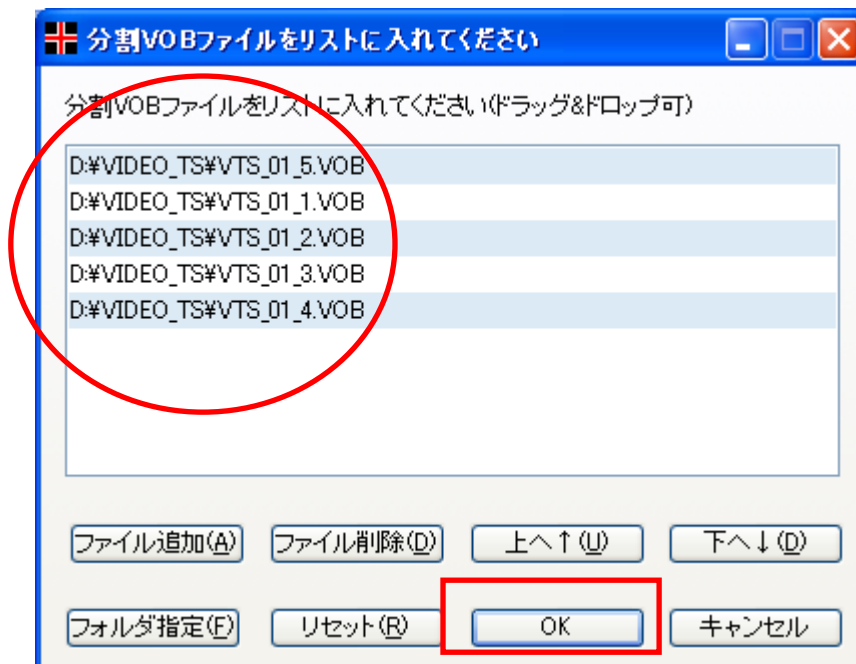 分割VOBファイルをリストに入れてください
分割VOBファイルをリストに入れてください(ドラッグ&ドロップ可)
D:¥VIDEO_TS¥VTS_01_5.VOB
D:¥VIDEO_TS¥VTS_01_1.VOB
D:¥VIDEO_TS¥VTS_01_2.VOB
D:¥VIDEO_TS¥VTS_01_3.VOB
D:¥VIDEO_TS¥VTS_01_4.VOB
ファイル追加(A) ファイル削除(D) 上へ↑(U) 下へ↓(D)
フォルダ指定(F) リセット(R) OK キャンセル